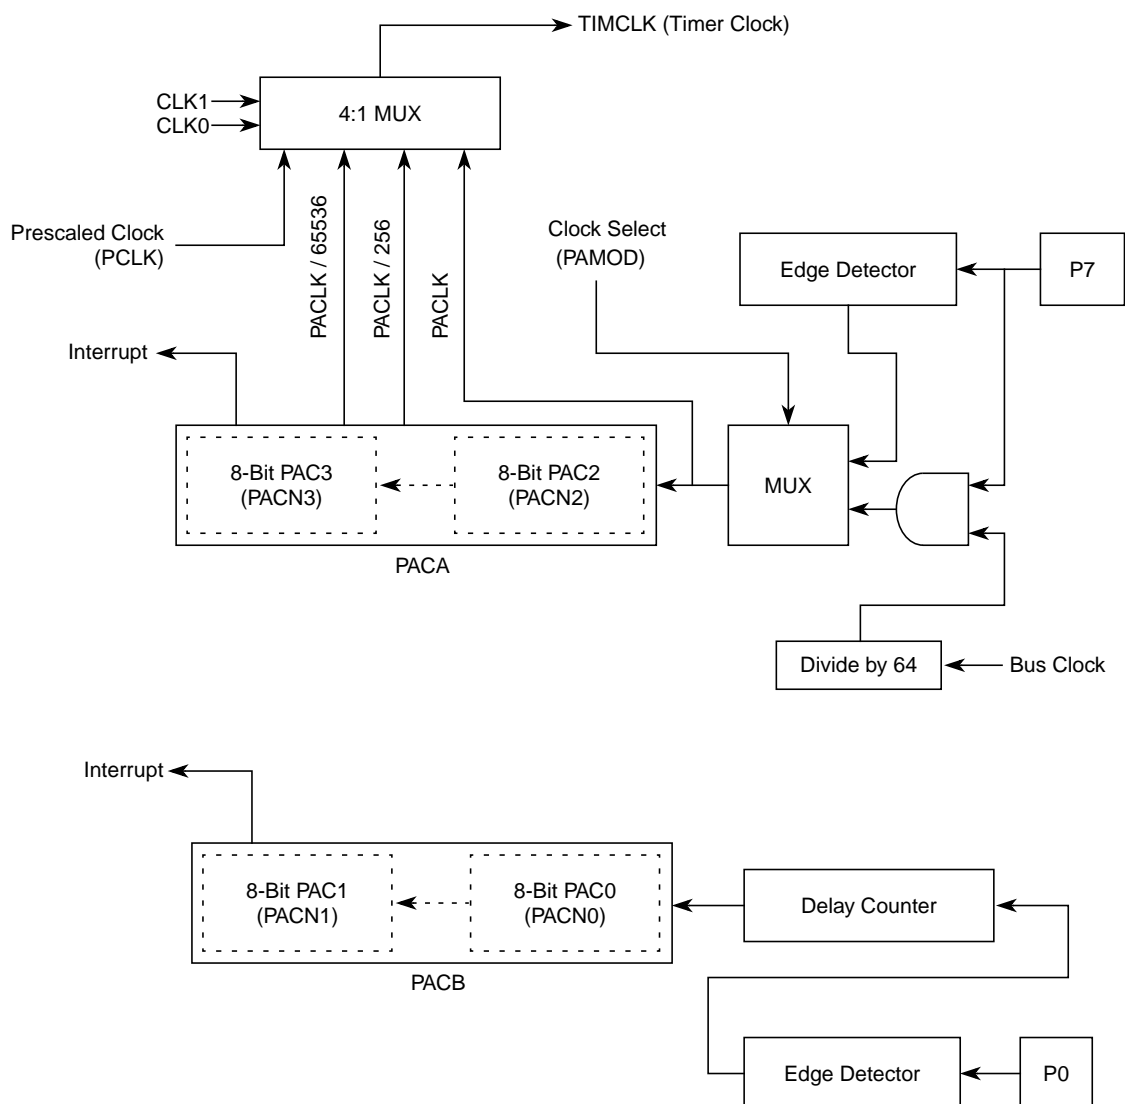 TIMCLK (Timer Clock)
CLK1
CLK0
4:1 MUX
Prescaled Clock
(PCLK)
PACLK / 65536
PACLK / 256
PACLK
Clock Select
(PAMOD)
Edge Detector
P7
Interrupt
8-Bit PAC3
(PACN3)
8-Bit PAC2
(PACN2)
MUX
PACA
Divide by 64
Bus Clock
Interrupt
8-Bit PAC1
(PACN1)
8-Bit PAC0
(PACN0)
Delay Counter
PACB
Edge Detector
P0